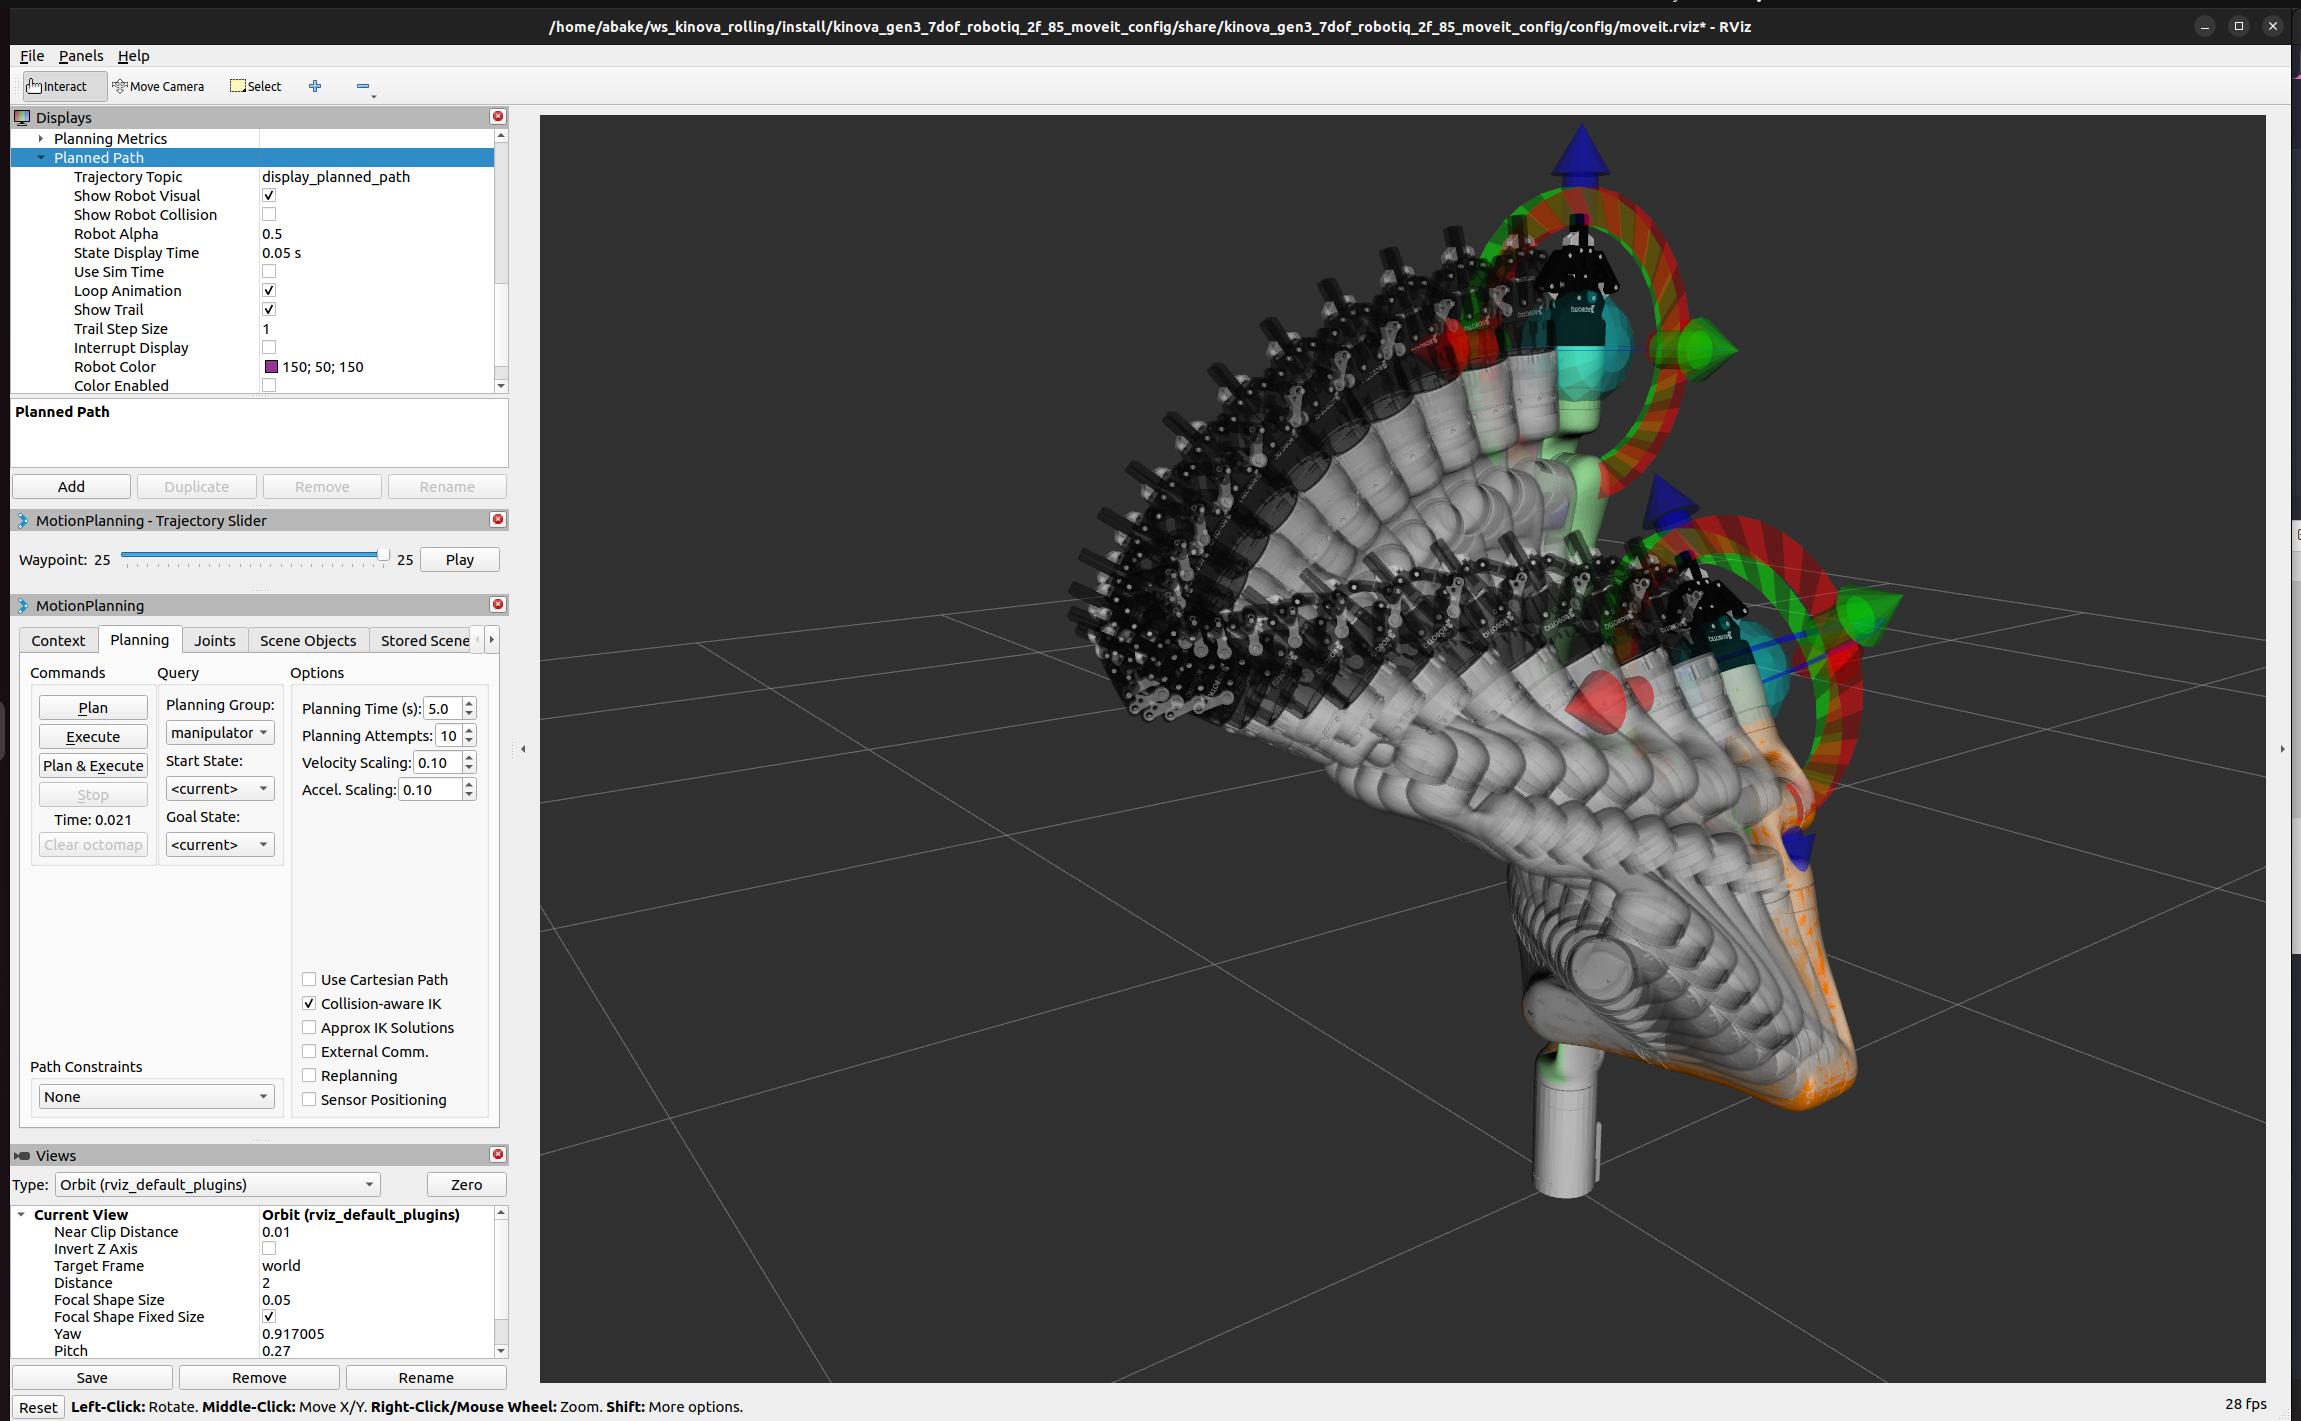 /home/abake/ws_kinova_rolling/install/kinova_gen3_7dof_robotiq_2f_85_moveit_config/share/kinova_gen3_7dof_robotiq_2f_85_moveit_config/config/moveit.rviz* - RViz
File Panels Help
Interact Move Camera Select
Displays
Planning Metrics
Planned Path
Trajectory Topic display_planned_path
Show Robot Visual
Show Robot Collision
Robot Alpha 0.5
State Display Time 0.05 s
Use Sim Time
Loop Animation
Show Trail
Trail Step Size 1
Interrupt Display
Robot Color 150; 50; 150
Color Enabled
Planned Path
Add Duplicate Remove Rename
MotionPlanning - Trajectory Slider
Waypoint: 25 25 Play
MotionPlanning
Context Planning Joints Scene Objects Stored Scene
Commands Query Options
Plan
Execute
Plan & Execute
Stop
Time: 0.021
Clear octomap
Planning Group:
manipulator
Start State:
<current>
Goal State:
<current>
Planning Time (s): 5.0
Planning Attempts: 10
Velocity Scaling: 0.10
Accel. Scaling: 0.10
Use Cartesian Path
Collision-aware IK
Approx IK Solutions
External Comm.
Replanning
Sensor Positioning
Path Constraints
None
Views
Type: Orbit (rviz_default_plugins) Zero
Current View Orbit (rviz_default_plugins)
Near Clip Distance 0.01
Invert Z Axis
Target Frame world
Distance 2
Focal Shape Size 0.05
Focal Shape Fixed Size
Yaw 0.917005
Pitch 0.27
Save Remove Rename
Reset Left-Click: Rotate. Middle-Click: Move X/Y. Right-Click/Mouse Wheel: Zoom. Shift: More options.
28 fps